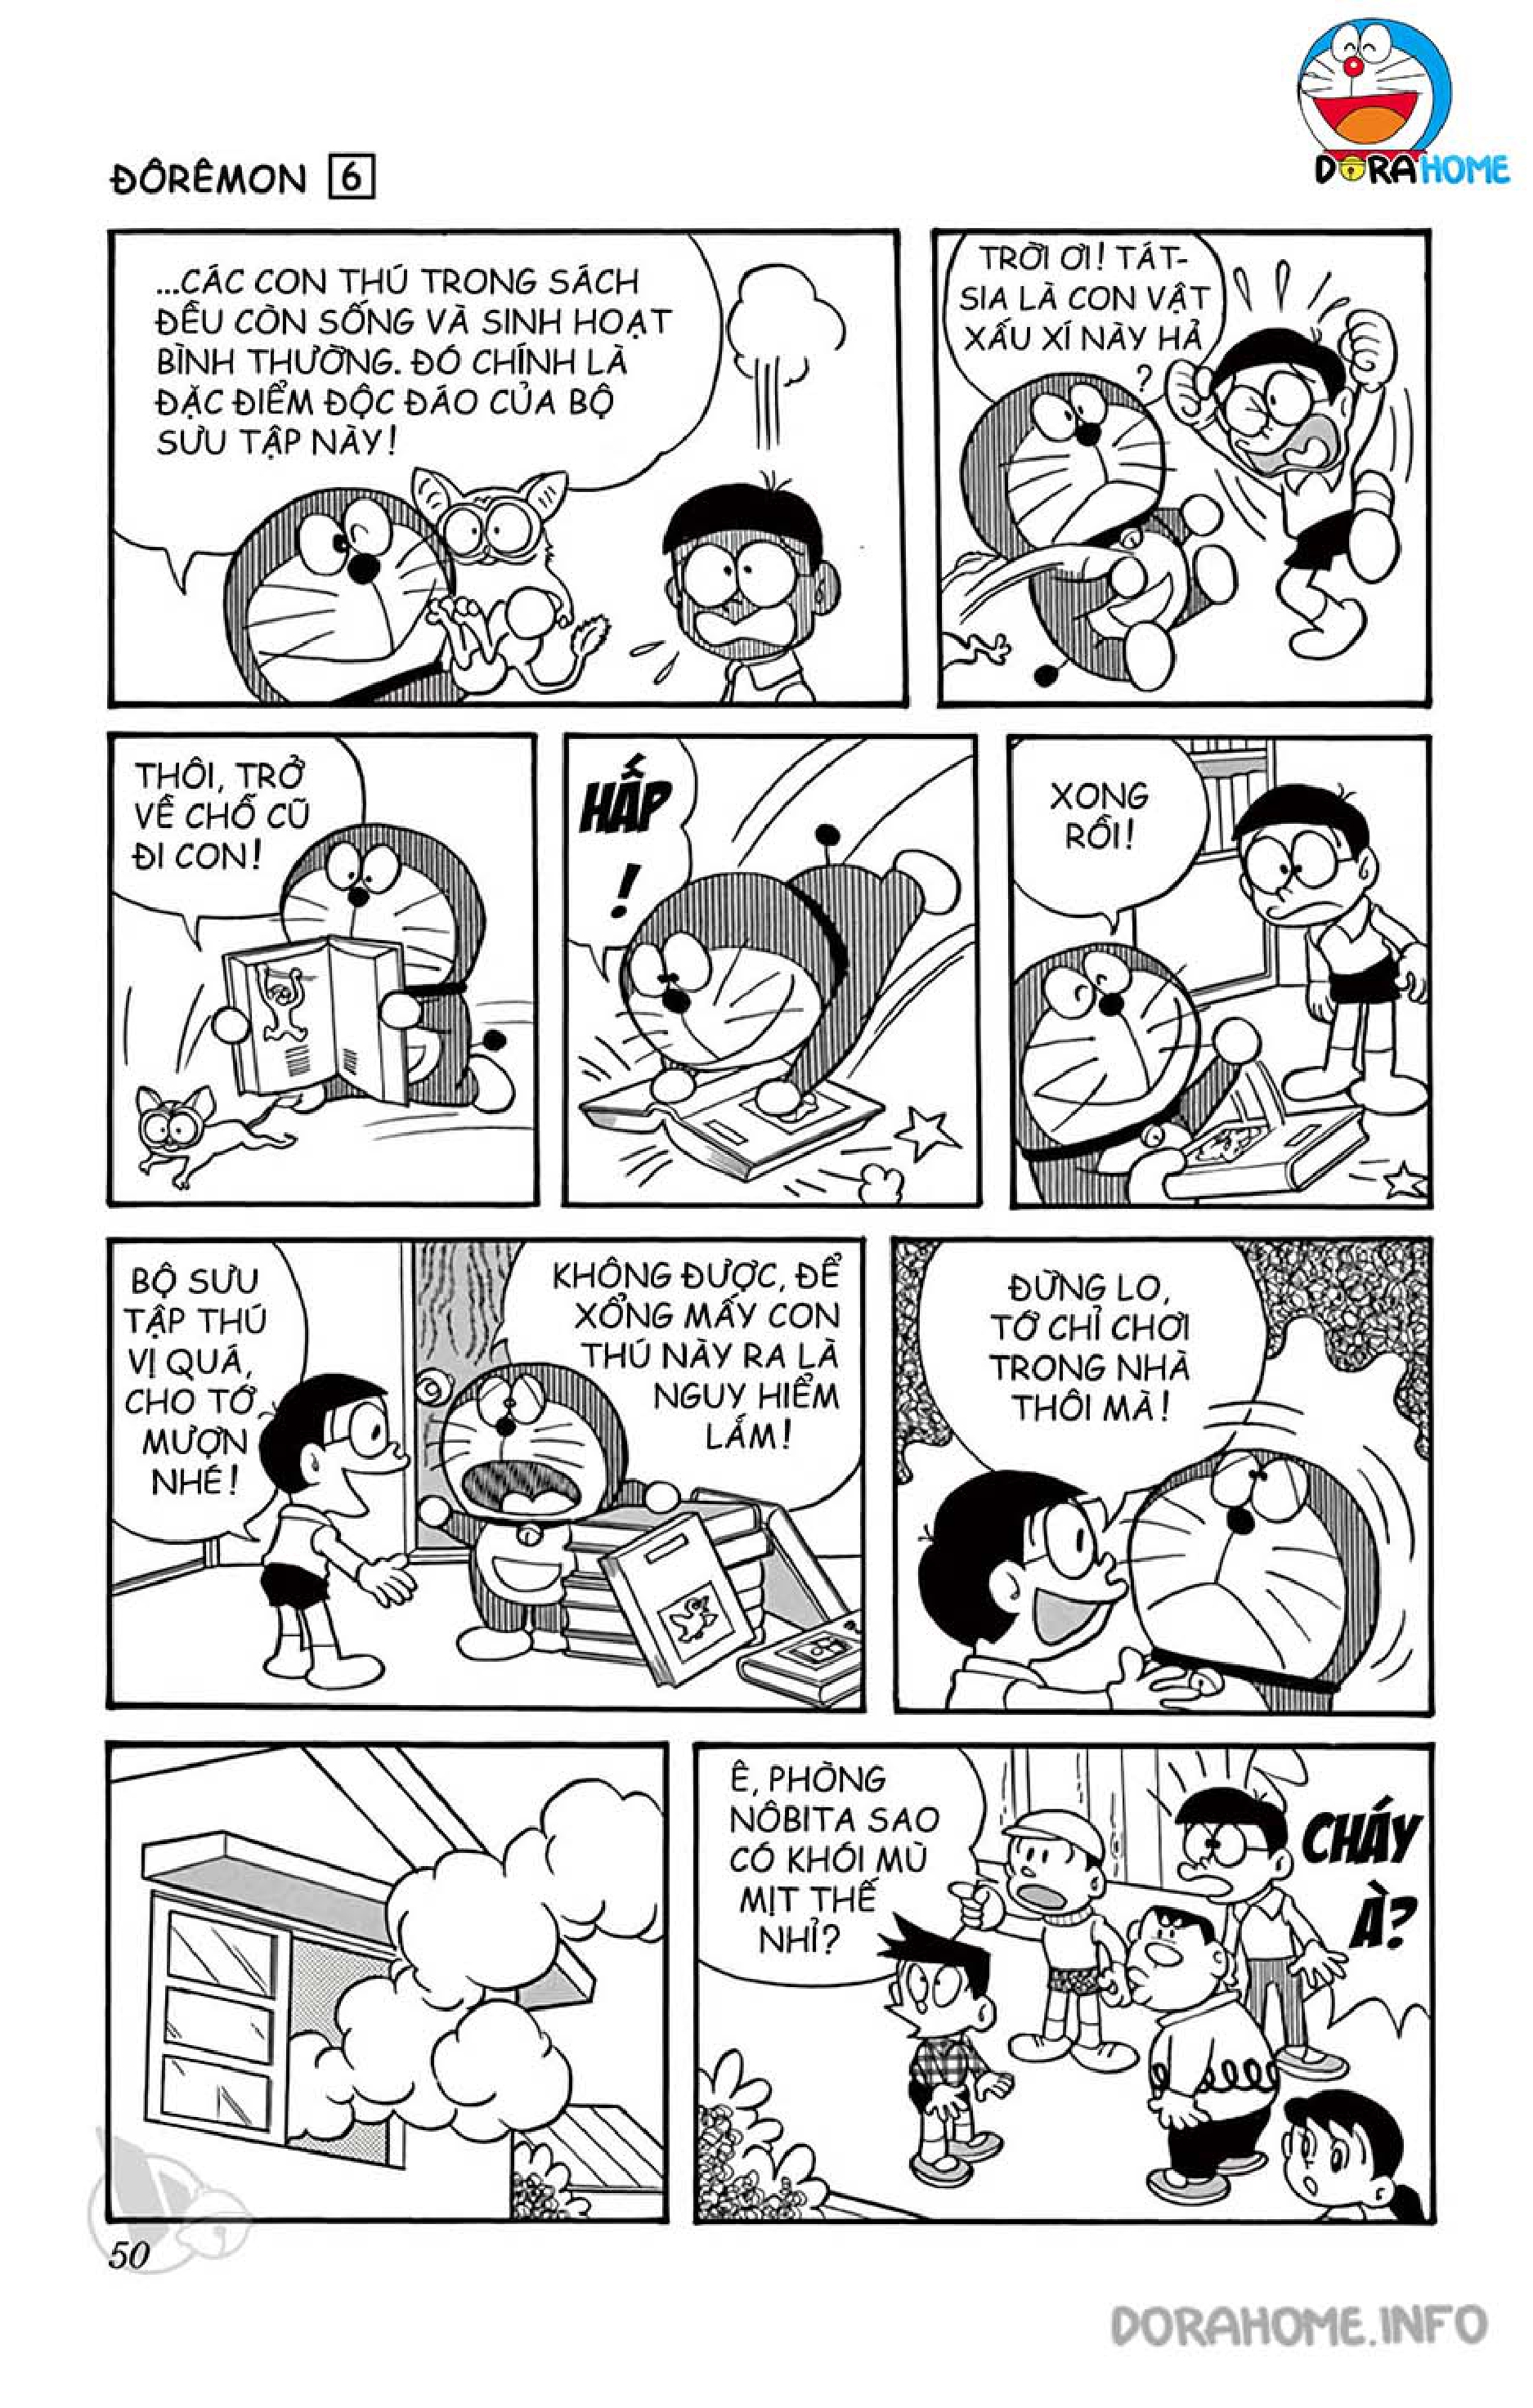 DORAHOME
ĐÔRÊMON 6
...CÁC CON THÚ TRONG SÁCH
ĐỀU CÒN SỐNG VÀ SINH HOẠT
BÌNH THƯỜNG. ĐÓ CHÍNH LÀ
ĐẶC ĐIỂM ĐỘC ĐÁO CỦA BỘ
SƯU TẬP NÀY!
TRỜI ƠI! TÁT-
SIA LÀ CON VẬT
XẤU XÍ NÀY HẢ
?
THÔI, TRỞ
VỀ CHỖ CŨ
ĐI CON!
HẤP
!
XONG
RỒI!
BỘ SƯU
TẬP THÚ
VỊ QUÁ,
CHO TỚ
MƯỢN
NHÉ!
KHÔNG ĐƯỢC, ĐỂ
XỔNG MẤY CON
THÚ NÀY RA LÀ
NGUY HIỂM
LẮM!
ĐỪNG LO,
TỚ CHỈ CHƠI
TRONG NHÀ
THÔI MÀ!
Ê, PHÒNG
NÔBITA SAO
CÓ KHÓI MÙ
MỊT THẾ
NHỈ?
CHÁY
À?
50
DORAHOME.INFO